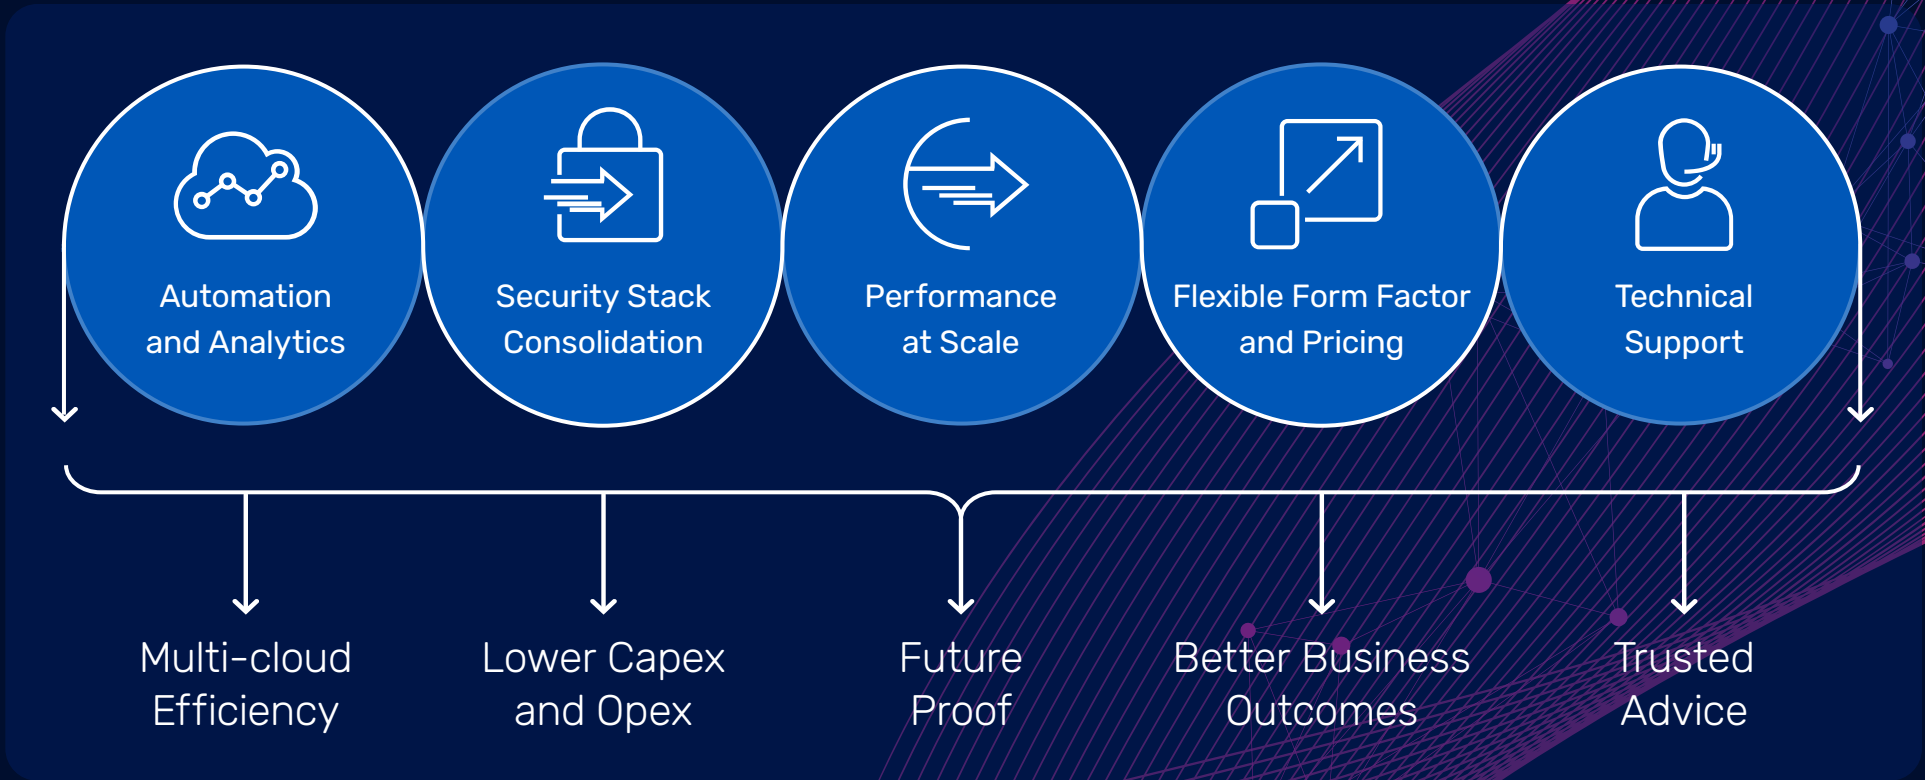 Automation
and Analytics
Security Stack
Consolidation
Performance
at Scale
Flexible Form Factor
and Pricing
Technical
Support
Multi-cloud
Efficiency
Lower Capex
and Opex
Future
Proof
Better Business
Outcomes
Trusted
Advice